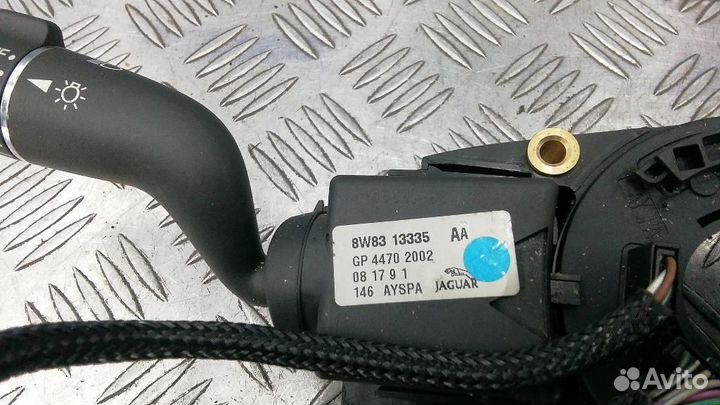 8W83 13335 AA
GP 4470 2002
08 17 9 1
146 AYSPA JAGUAR
Avito